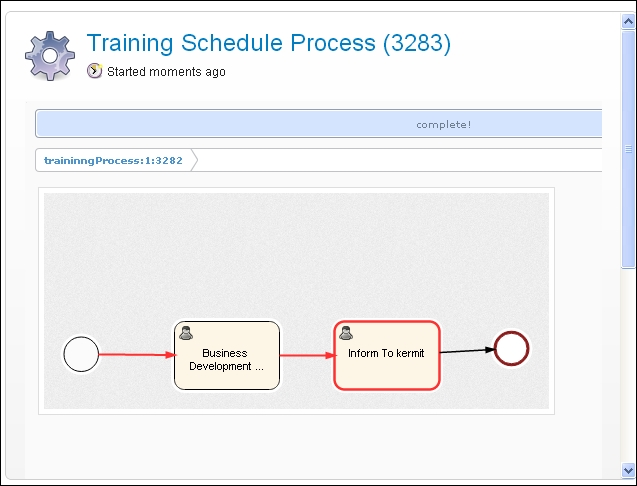 Training Schedule Process (3283)
Started moments ago
complete!
traininngProcess:1:3282
Business
Development ...
Inform To kermit